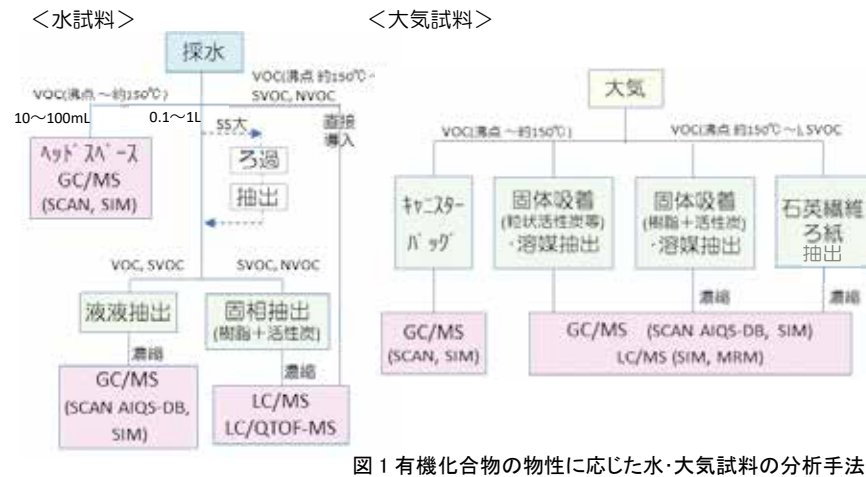 <水試料>
採水
VOC(沸点 ~約150℃)
10～100mL
0.1～1L
VOC(沸点 約150℃~
SVOC, NVOC
SS大
直接
導入
ﾍｯﾄﾞｽﾍﾟｰｽ
GC/MS
(SCAN, SIM)
ろ過
抽出
VOC, SVOC
SVOC, NVOC
液液抽出
固相抽出
(樹脂+活性炭)
濃縮
濃縮
GC/MS
(SCAN AIQS-DB,
SIM)
LC/MS
LC/QTOF-MS
<大気試料>
大気
VOC(沸点 ~約150℃)
VOC(沸点 約150℃~), SVOC
ｷｬﾆｽﾀｰ
ﾊﾞｯｸﾞ
固体吸着
(粒状活性炭等)
・溶媒抽出
固体吸着
(樹脂+活性炭)
・溶媒抽出
石英繊維
ろ紙
抽出
濃縮
濃縮
GC/MS
(SCAN, SIM)
GC/MS (SCAN AIQS-DB, SIM)
LC/MS (SIM, MRM)
図1 有機化合物の物性に応じた水・大気試料の分析手法